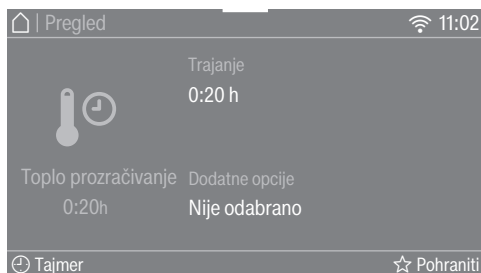 | Pregled 11:02
Trajanje
0:20 h
Toplo prozračivanje
0:20h
Dodatne opcije
Nije odabrano
Tajmer
Pohraniti